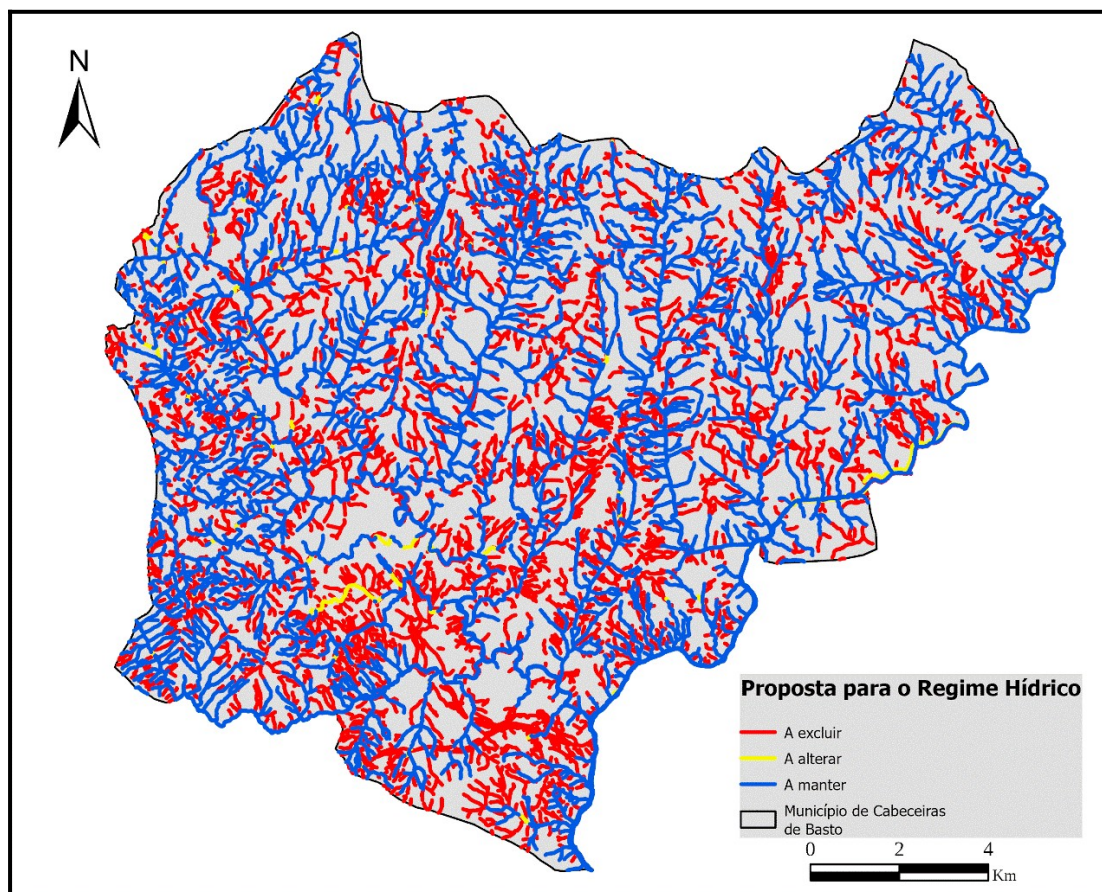 N
Proposta para o Regime Hídrico
A excluir
A alterar
A manter
Município de Cabeceiras
de Basto
0 2 4
Km